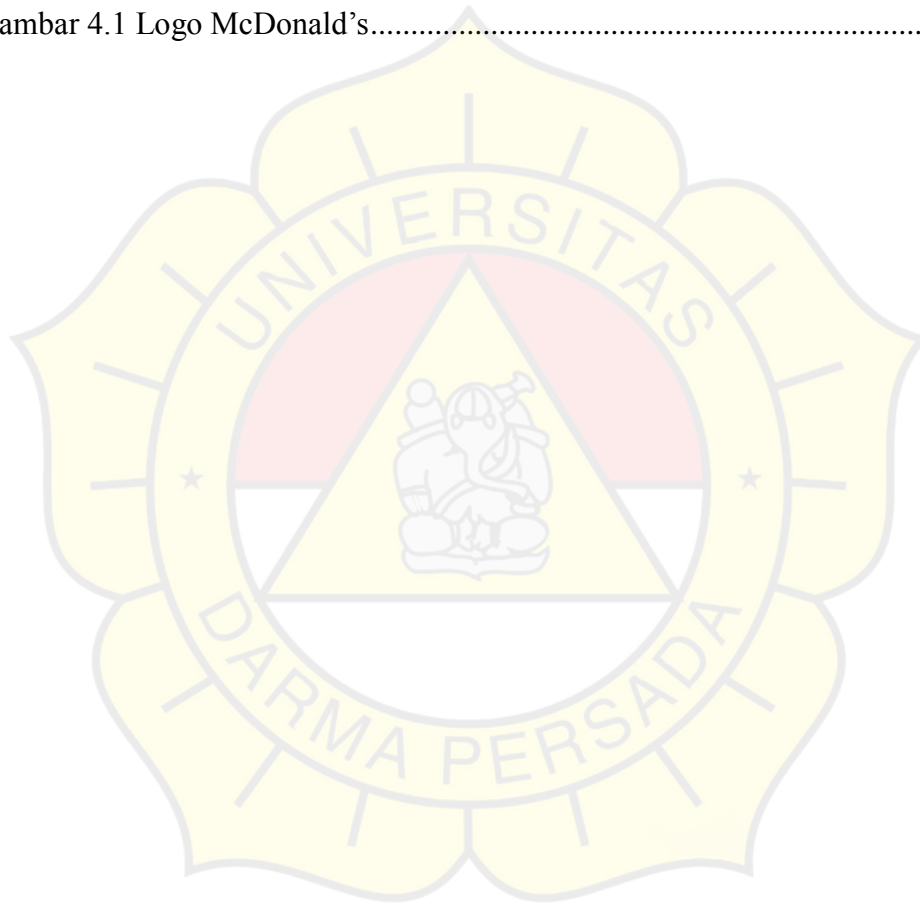 ambar 4.1 Logo McDonald’s....................................................................
UNIVERSITAS
DARMA PERSADA